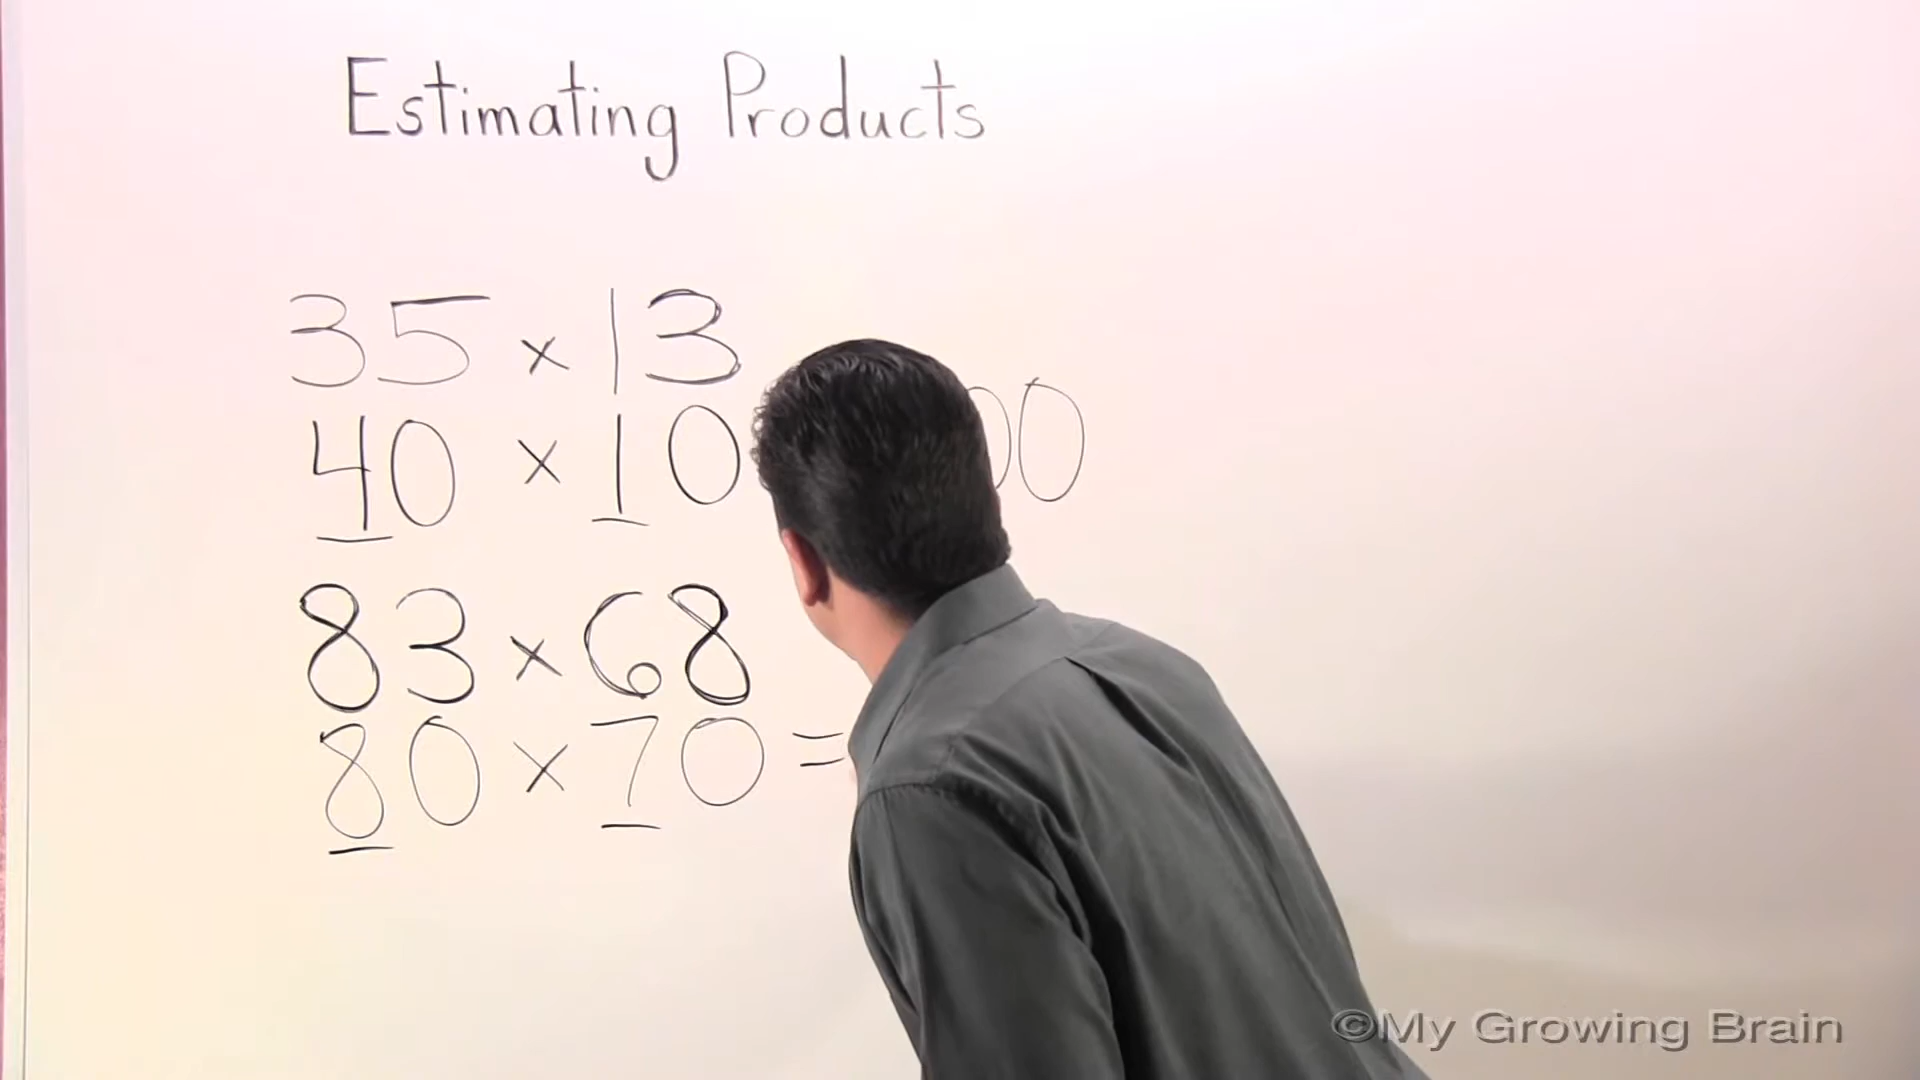 Estimating Products
35 × 13
40 × 10 00
83 × 68
80 × 70 =
©My Growing Brain